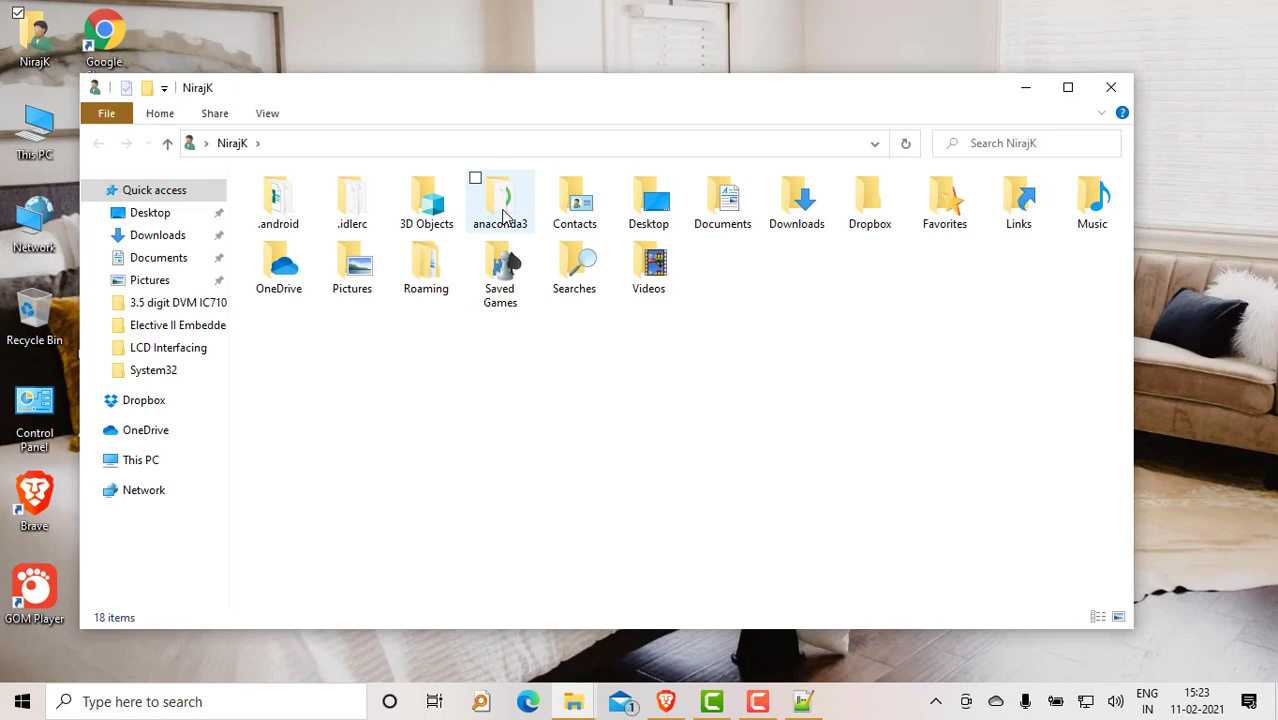 NirajK
Google
This PC
Network
Recycle Bin
Control
Panel
Brave
GOM Player
NirajK
File
Home
Share
View
NirajK
Search NirajK
Quick access
Desktop
Downloads
Documents
Pictures
3.5 digit DVM IC710
Elective II Embedde
LCD Interfacing
System32
Dropbox
OneDrive
This PC
Network
.android
.idlerc
3D Objects
anaconda3
Contacts
Desktop
Documents
Downloads
Dropbox
Favorites
Links
Music
OneDrive
Pictures
Roaming
Saved
Games
Searches
Videos
18 items
Type here to search
1
ENG
IN
15:23
11-02-2021